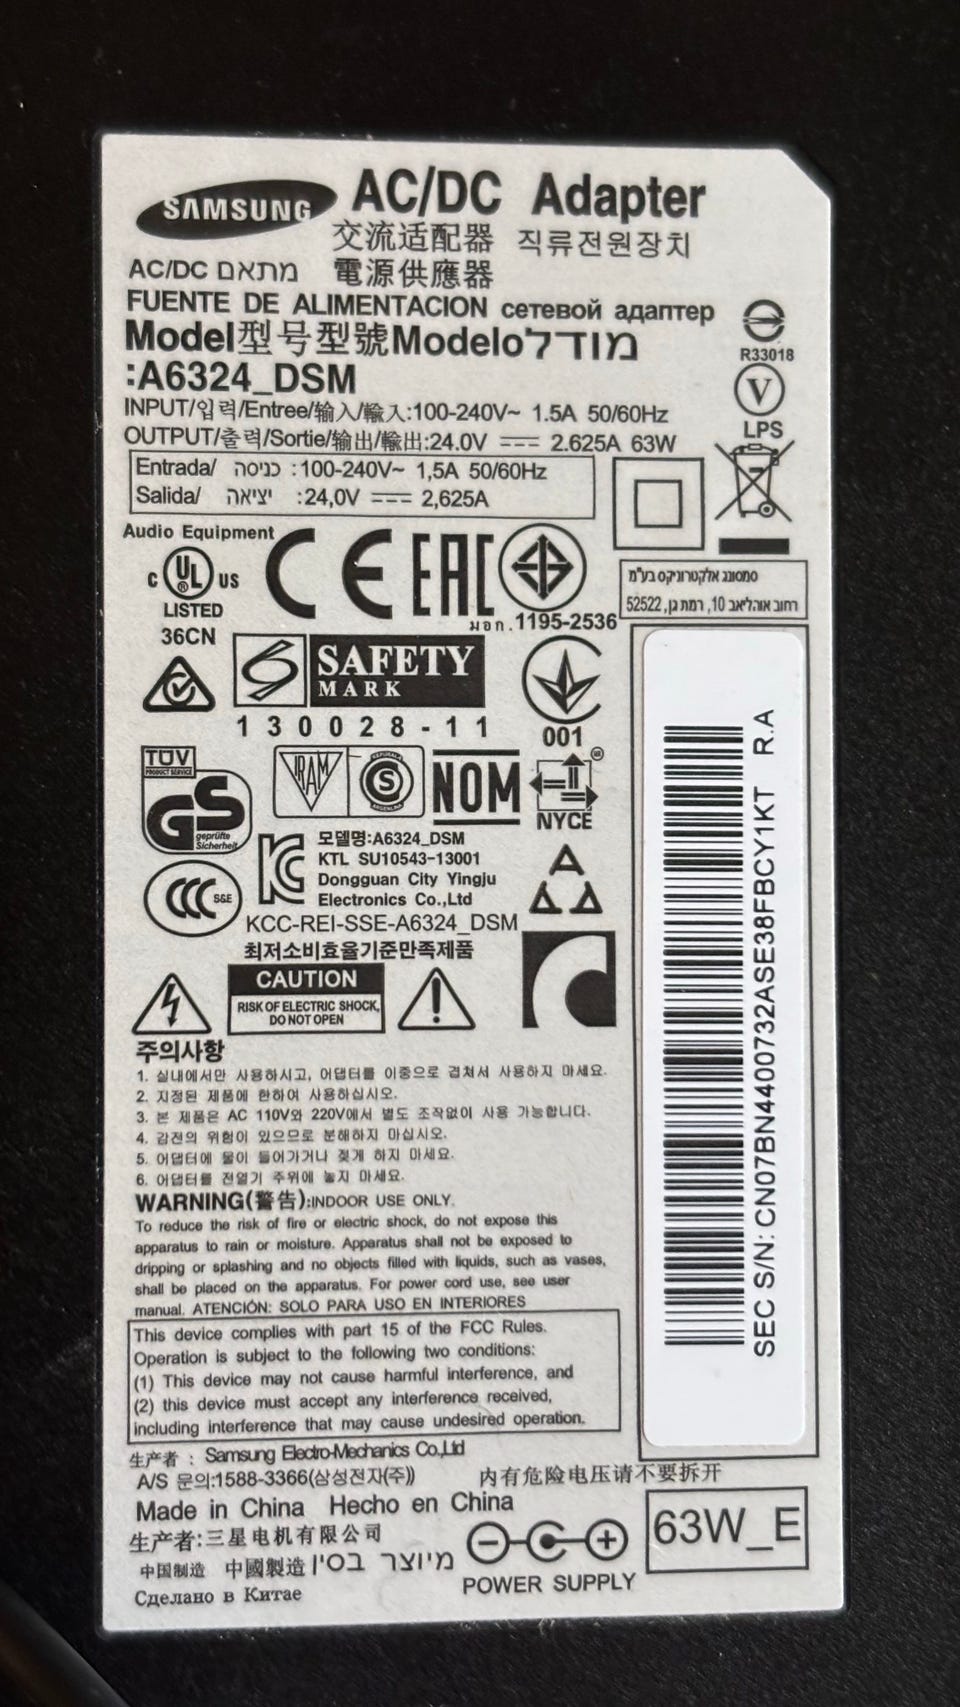 SAMSUNG AC/DC Adapter
交流适配器 직류전원장치
AC/DC מתאם 電源供應器
FUENTE DE ALIMENTACION сетевой адаптер
Model型号型號Modeloמודל
:A6324_DSM
INPUT/입력/Entree/输入/輸入:100-240V~ 1.5A 50/60Hz
OUTPUT/출력/Sortie/输出/輸出:24.0V 2.625A 63W
Entrada/ כניסה :100-240V~ 1,5A 50/60Hz
Salida/ יציאה :24,0V 2,625A
R33018
V
LPS
Audio Equipment
C UL US
LISTED
36CN
CE EAC
มอก.1195-2536
סמסונג אלקטרוניקס בע"מ
רחוב אוהליאב 10, רמת גן, 52522
S SAFETY
MARK
130028-11
001
TÜV
PRODUCT SERVICE
GS
geprüfte
Sicherheit
IRAM
S
ARGENTINA
NOM
NYCE
KC
모델명:A6324_DSM
KTL SU10543-13001
Dongguan City Yingju
Electronics Co.,Ltd
CCC S&E
KCC-REI-SSE-A6324_DSM
최저소비효율기준만족제품
CAUTION
RISK OF ELECTRIC SHOCK,
DO NOT OPEN
주의사항
1. 실내에서만 사용하시고, 어댑터를 이중으로 겹쳐서 사용하지 마세요.
2. 지정된 제품에 한하여 사용하십시오.
3. 본 제품은 AC 110V와 220V에서 별도 조작없이 사용 가능합니다.
4. 감전의 위험이 있으므로 분해하지 마십시오.
5. 어댑터에 물이 들어가거나 젖게 하지 마세요.
6. 어댑터를 전열기 주위에 놓지 마세요.
WARNING(警告):INDOOR USE ONLY.
To reduce the risk of fire or electric shock, do not expose this
apparatus to rain or moisture. Apparatus shall not be exposed to
dripping or splashing and no objects filled with liquids, such as vases,
shall be placed on the apparatus. For power cord use, see user
manual. ATENCIÓN: SOLO PARA USO EN INTERIORES
This device complies with part 15 of the FCC Rules.
Operation is subject to the following two conditions:
(1) This device may not cause harmful interference, and
(2) this device must accept any interference received,
including interference that may cause undesired operation.
生产者 : Samsung Electro-Mechanics Co.,Ltd
A/S 문의:1588-3366(삼성전자(주)) 内有危险电压请不要拆开
Made in China Hecho en China
生产者:三星电机有限公司
中国制造 中國製造 מיוצר בסין
Сделано в Китае
POWER SUPPLY
63W_E
SEC S/N: CN07BN4400732ASE38FBCY1KT R.A